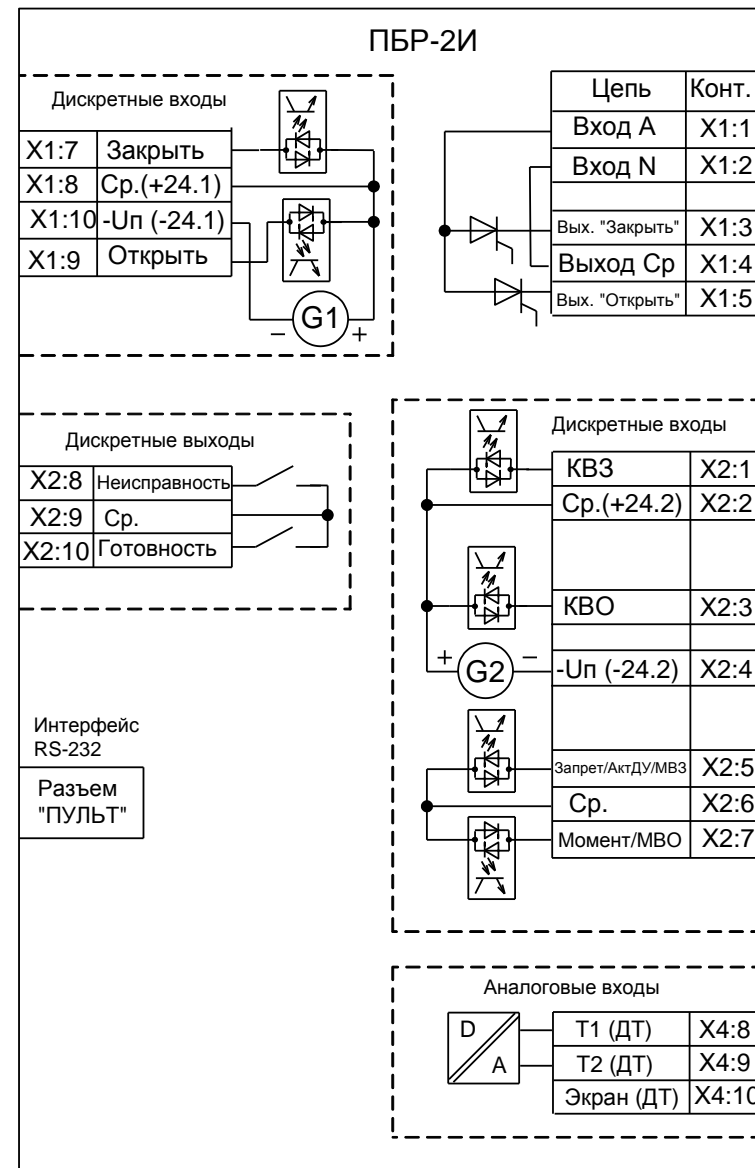 ПБР-2И
Дискретные входы
X1:7 Закрыть
X1:8 Ср.(+24.1)
X1:10 -Uп (-24.1)
X1:9 Открыть
– G1 +
Цепь Конт.
Вход А X1:1
Вход N X1:2
Вых. "Закрыть" X1:3
Выход Ср X1:4
Вых. "Открыть" X1:5
Дискретные выходы
X2:8 Неисправность
X2:9 Ср.
X2:10 Готовность
Дискретные входы
КВЗ X2:1
Ср.(+24.2) X2:2
КВО X2:3
+ G2 – -Uп (-24.2) X2:4
Запрет/АктДУ/МВЗ X2:5
Ср. X2:6
Момент/МВО X2:7
Интерфейс
RS-232
Разъем
"ПУЛЬТ"
Аналоговые входы
D
A
Т1 (ДТ) X4:8
Т2 (ДТ) X4:9
Экран (ДТ) X4:10